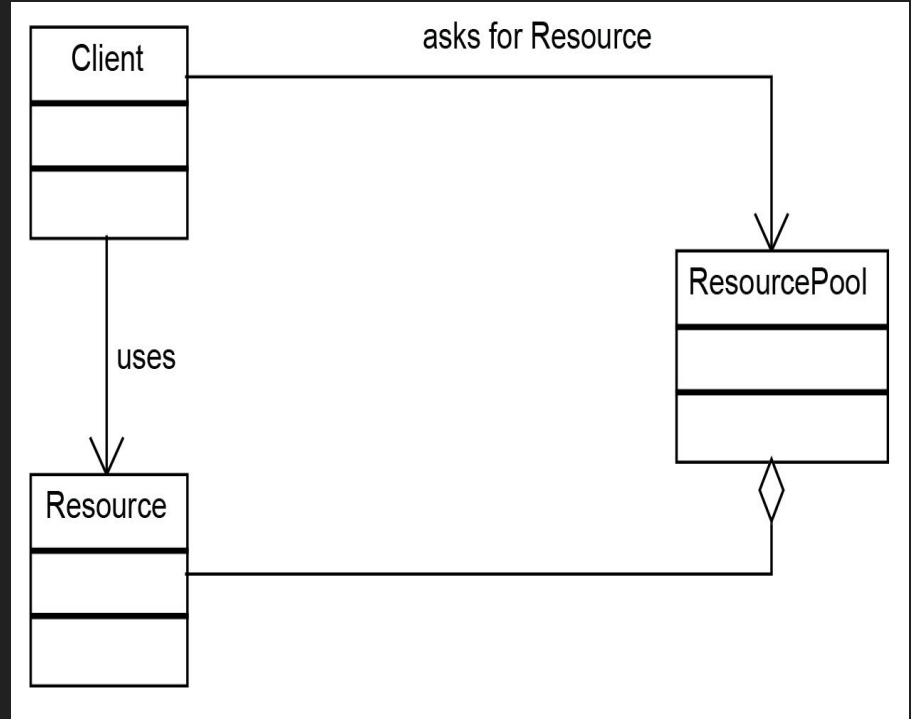 Client
asks for Resource
ResourcePool
uses
Resource